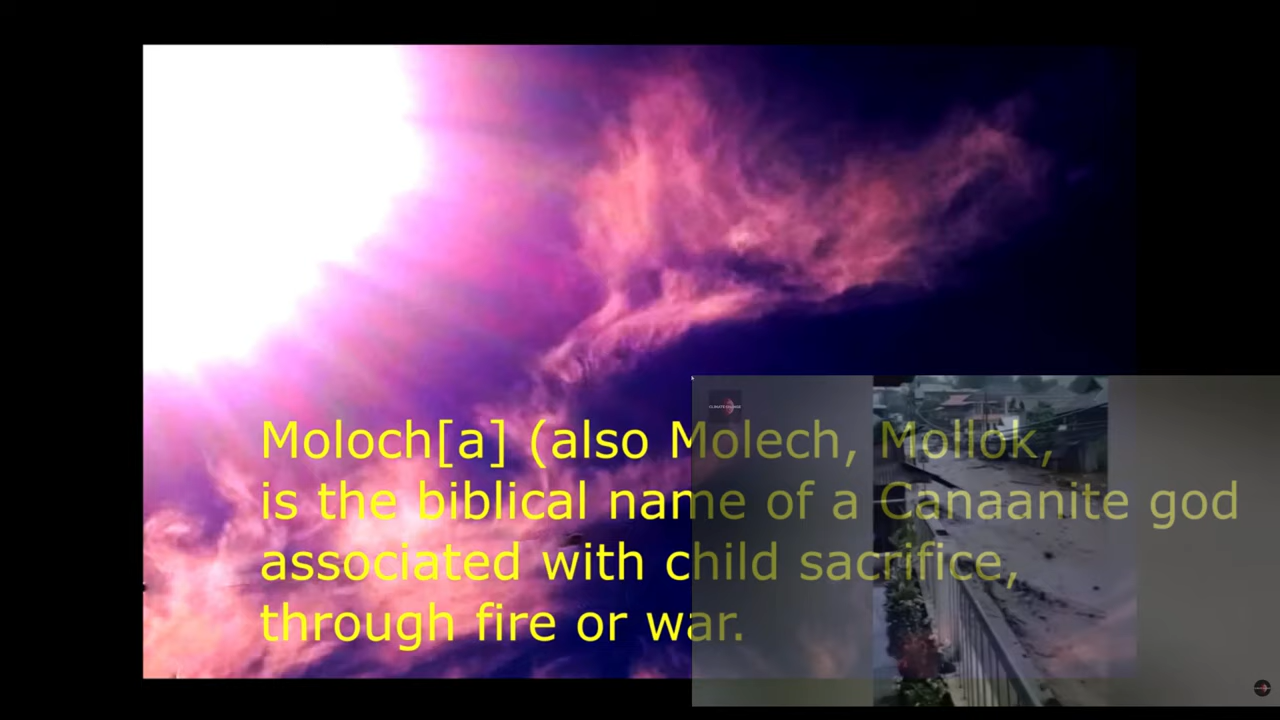 Moloch[a] (also Molech, Mollok,
is the biblical name of a Canaanite god
associated with child sacrifice,
through fire or war.